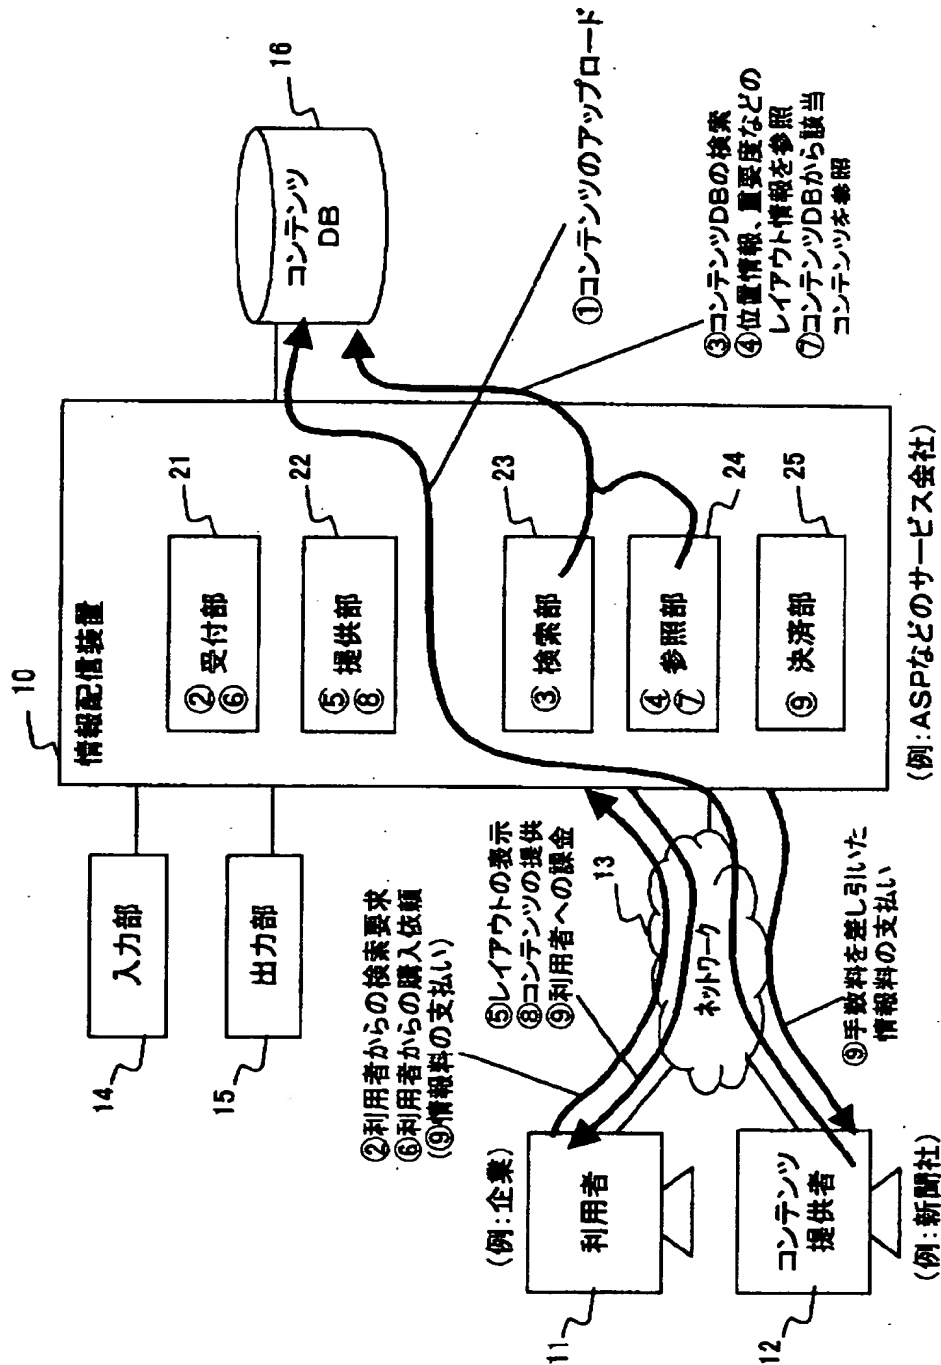 10
情報配信装置
14
入力部
15
出力部
② 受付部
⑥
21
⑤ 提供部
⑧
22
③ 検索部
23
④ 参照部
⑦
24
⑨ 決済部
25
(例:ASPなどのサービス会社)
コンテンツ
DB
16
①コンテンツのアップロード
③コンテンツDBの検索
④位置情報、重要度などの
レイアウト情報を参照
⑦コンテンツDBから該当
コンテンツを参照
②利用者からの検索要求
⑥利用者からの購入依頼
(⑨情報料の支払い)
⑤レイアウトの表示
⑧コンテンツの提供
⑨利用者への課金
13
ネットワーク
⑨手数料を差し引いた
情報料の支払い
(例:企業)
利用者
11
コンテンツ
提供者
12
(例:新聞社)